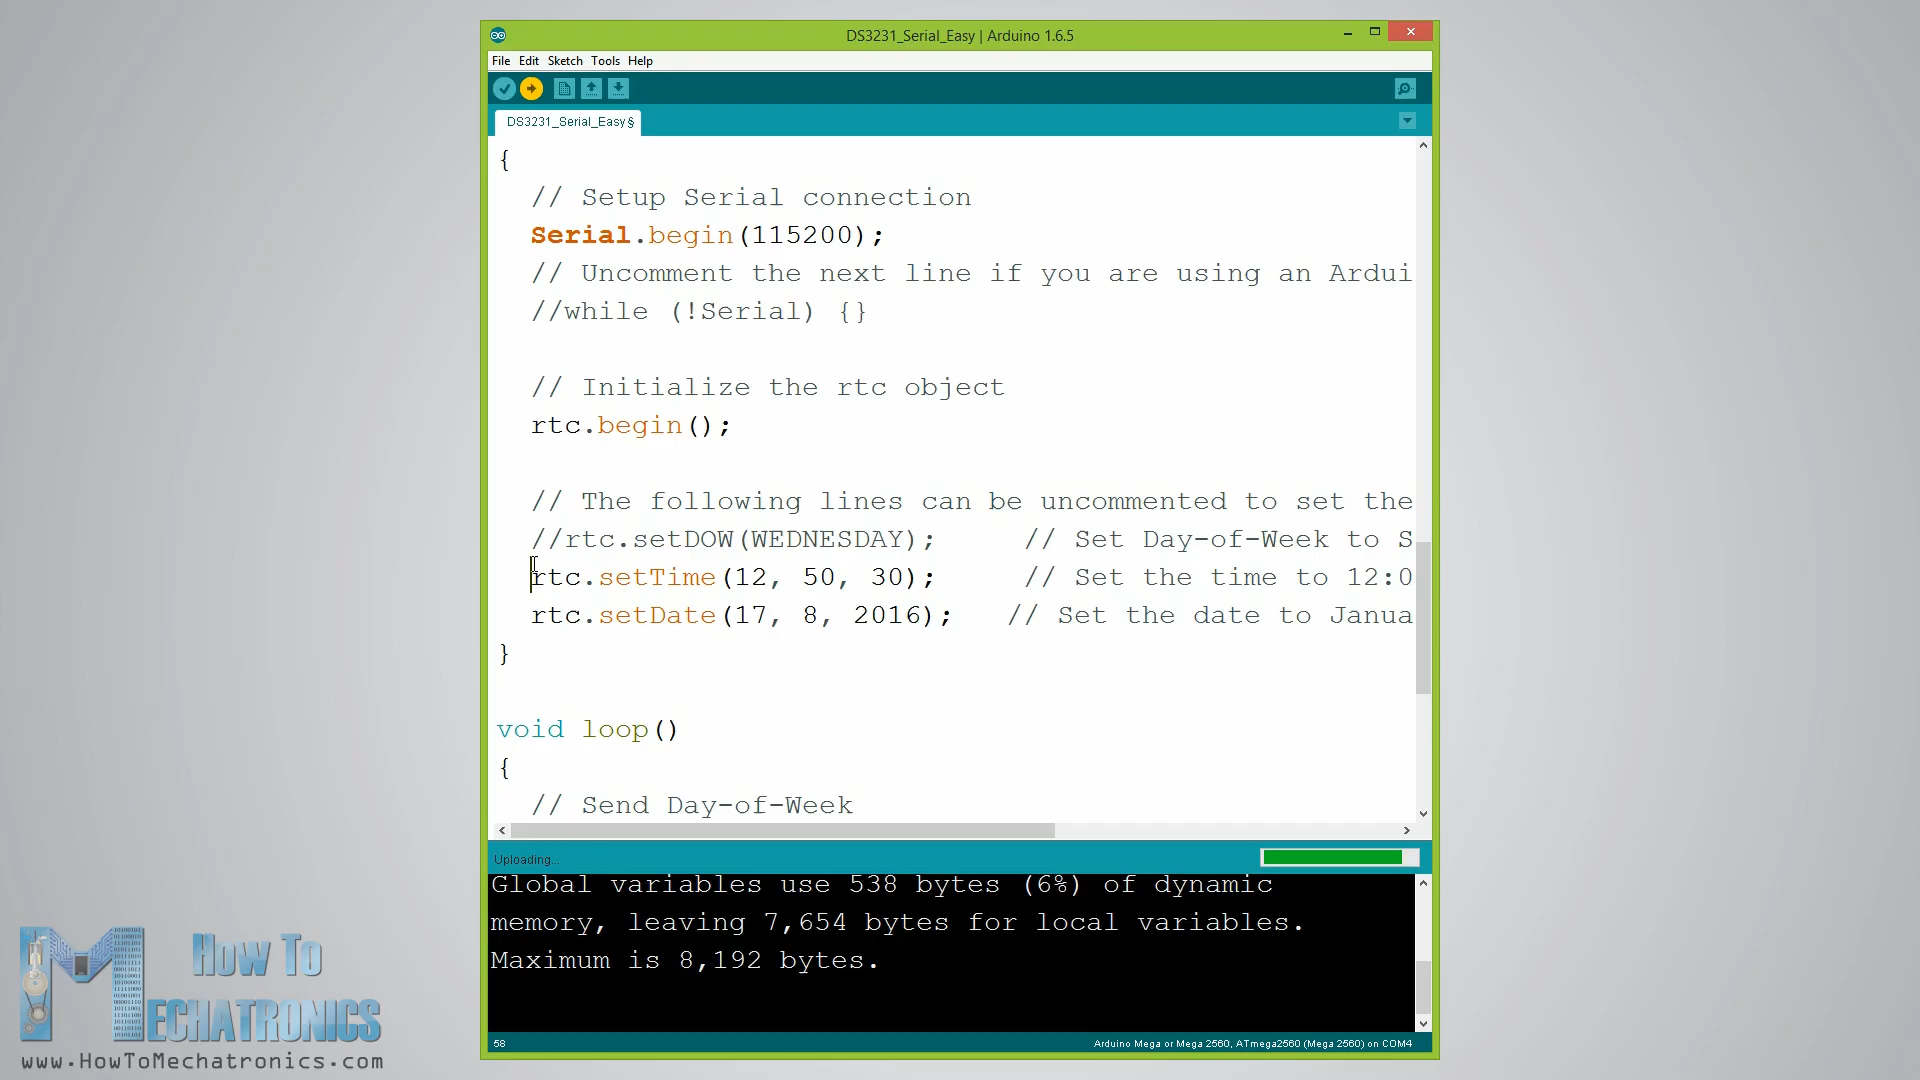 DS3231_Serial_Easy | Arduino 1.6.5
File Edit Sketch Tools Help
DS3231_Serial_Easy§
{
// Setup Serial connection
Serial.begin(115200);
// Uncomment the next line if you are using an Ardui
//while (!Serial) {}
// Initialize the rtc object
rtc.begin();
// The following lines can be uncommented to set the
//rtc.setDOW(WEDNESDAY); // Set Day-of-Week to S
rtc.setTime(12, 50, 30); // Set the time to 12:0
rtc.setDate(17, 8, 2016); // Set the date to Janua
}
void loop()
{
// Send Day-of-Week
Uploading...
Global variables use 538 bytes (6%) of dynamic
memory, leaving 7,654 bytes for local variables.
Maximum is 8,192 bytes.
58
Arduino Mega or Mega 2560, ATmega2560 (Mega 2560) on COM4
How To
MECHATRONICS
www.HowToMechatronics.com